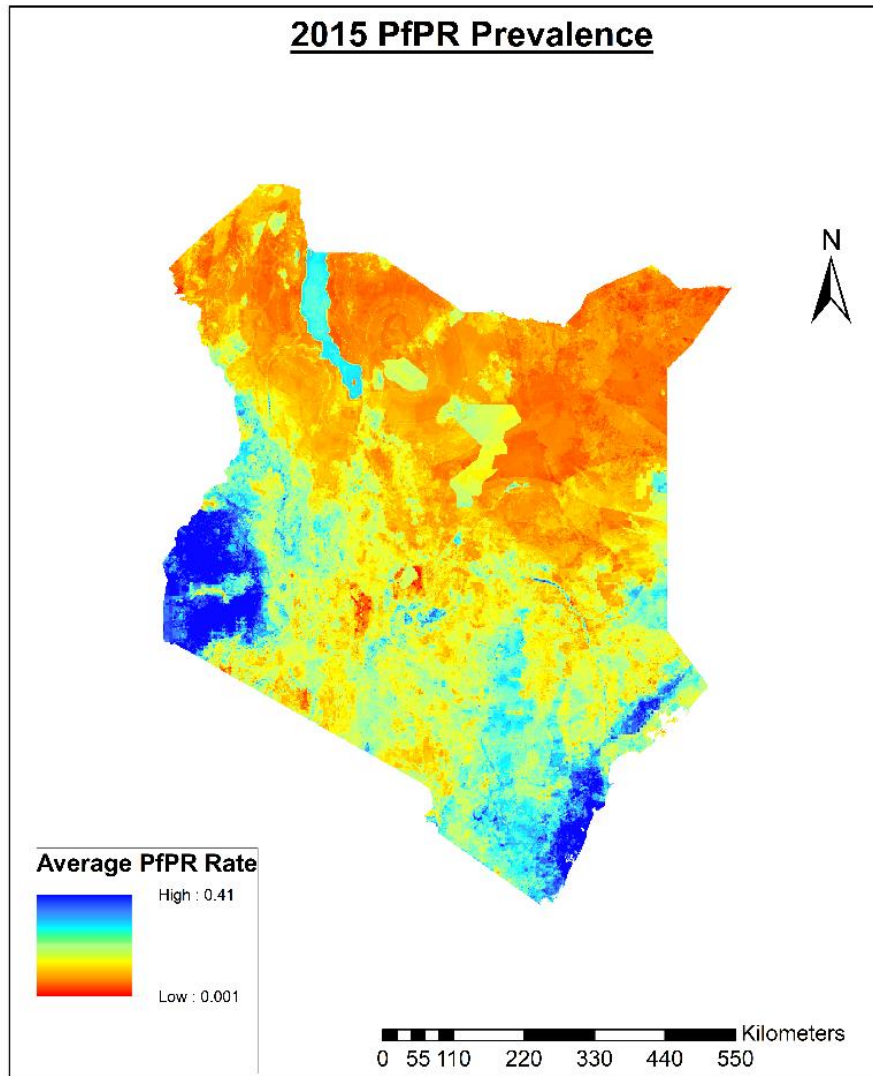 2015 PfPR Prevalence
N
Average PfPR Rate
High : 0.41
Low : 0.001
Kilometers
0 55 110 220 330 440 550